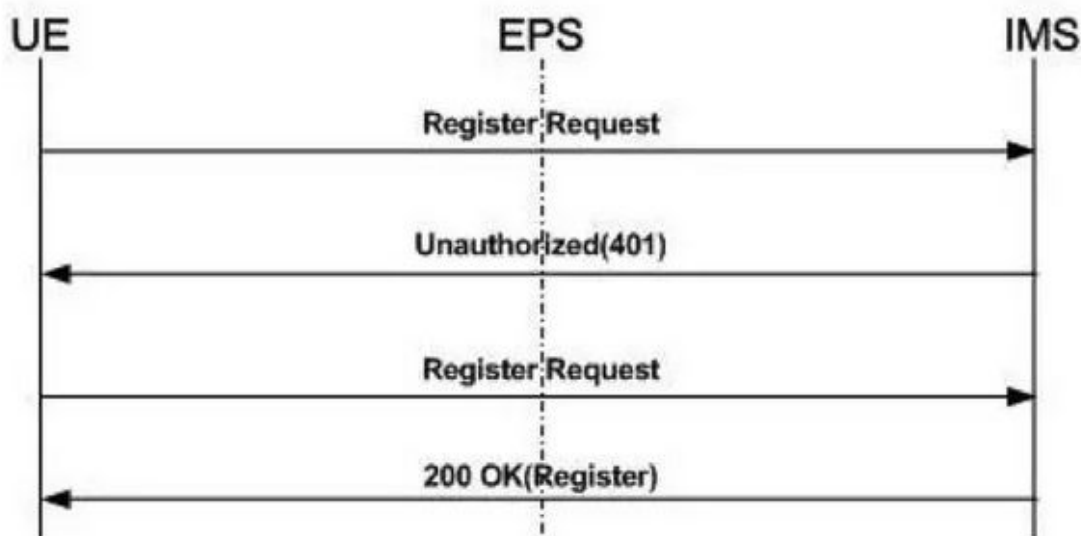 UE EPS IMS
Register Request
Unauthorized(401)
Register Request
200 OK(Register)